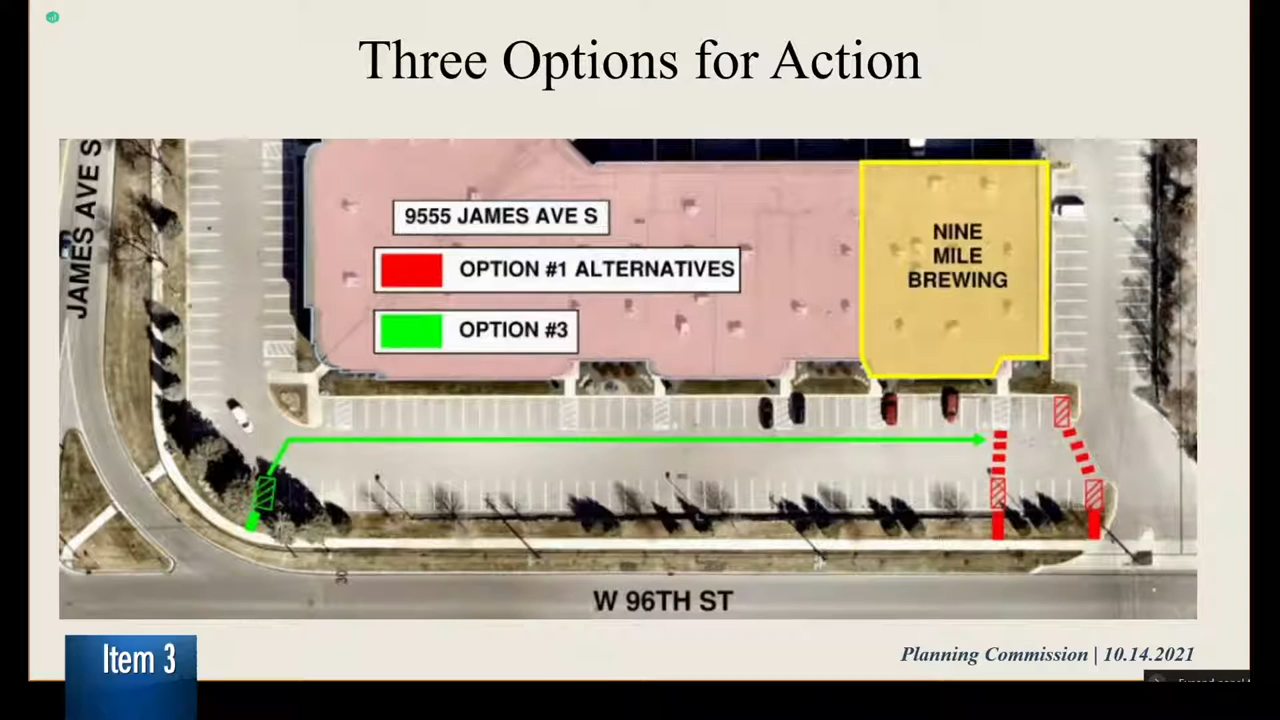 Three Options for Action
JAMES AVE S
9555 JAMES AVE S
OPTION #1 ALTERNATIVES
OPTION #3
NINE
MILE
BREWING
W 96TH ST
Item 3
Planning Commission | 10.14.2021